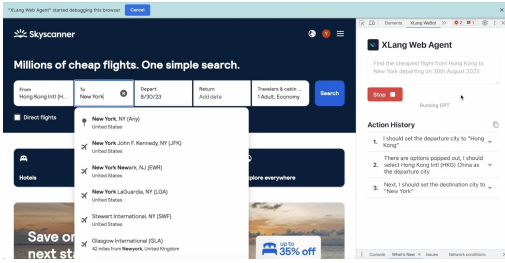 "XLang Web Agent" started debugging this browser
Cancel
Elements
XLang WebBot
2
1
Skyscanner
XLang Web Agent
Millions of cheap flights. One simple search.
Find the cheapest flight from Hong Kong to
New York departing on 30th August 2023
From
Hong Kong Intl (H...
To
New York
Depart
8/30/23
Return
Add date
Travelers & cabin ...
1 Adult, Economy
Search
Stop
Running GPT
Direct flights
New York, NY (Any)
United States
New York John F. Kennedy, NY (JFK)
United States
New York Newark, NJ (EWR)
United States
New York LaGuardia, NY (LGA)
United States
Stewart International, NY (SWF)
United States
Glasgow International (GLA)
42 miles from Newyork, United Kingdom
Action History
1. I should set the departure city to "Hong
Kong"
2. There are options popped out, I should
select Hong Kong Intl (HKG) China as
the departure city
3. Next, I should set the destination city to
"New York"
Hotels
plore everywhere
Save or
next st
up to
35% off
Console
What's New
Issues
Network conditions